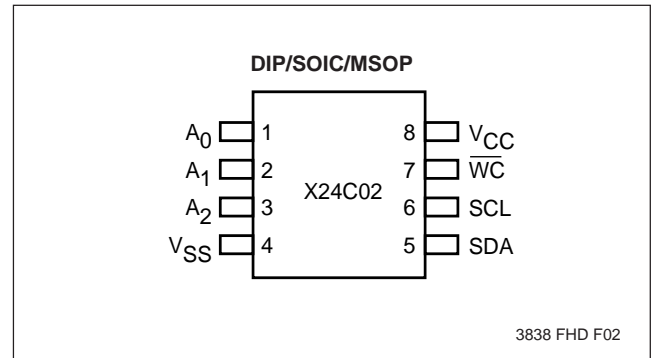 DIP/SOIC/MSOP
A0 1 8 VCC
A1 2 7 W̅C̅
X24C02
A2 3 6 SCL
VSS 4 5 SDA
3838 FHD F02